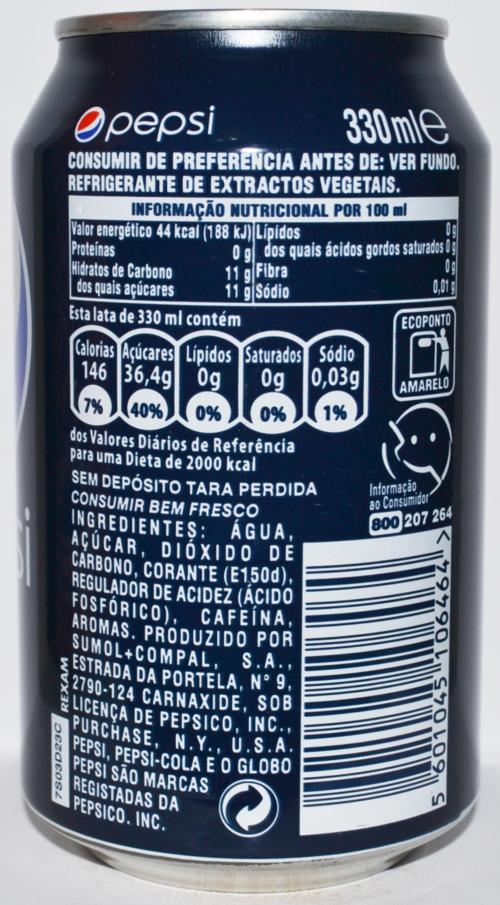 pepsi
330 ml e
CONSUMIR DE PREFERÊNCIA ANTES DE: VER FUNDO.
REFRIGERANTE DE EXTRACTOS VEGETAIS.
INFORMAÇÃO NUTRICIONAL POR 100 ml
Valor energético 44 kcal (188 kJ)
Proteínas 0 g
Hidratos de Carbono 11 g
dos quais açúcares 11 g
Lípidos 0 g
dos quais ácidos gordos saturados 0 g
Fibra 0 g
Sódio 0,01 g
Esta lata de 330 ml contém
Calorias Açúcares Lípidos Saturados Sódio
146 36,4g 0g 0g 0,03g
7% 40% 0% 0% 1%
dos Valores Diários de Referência
para uma Dieta de 2000 kcal
ECOPONTO
AMARELO
SEM DEPÓSITO TARA PERDIDA
CONSUMIR BEM FRESCO
Informação
ao Consumidor
800 207 264
INGREDIENTES: ÁGUA,
AÇÚCAR, DIÓXIDO DE
CARBONO, CORANTE (E150d),
REGULADOR DE ACIDEZ (ÁCIDO
FOSFÓRICO), CAFEÍNA,
AROMAS. PRODUZIDO POR
SUMOL+COMPAL, S.A.,
ESTRADA DA PORTELA, N° 9,
2790-124 CARNAXIDE, SOB
LICENÇA DE PEPSICO, INC.,
PURCHASE, N.Y., U.S.A.
PEPSI, PEPSI-COLA E O GLOBO
PEPSI SÃO MARCAS
REGISTADAS DA
PEPSICO. INC.
REXAM
7S03D23C
5 601045 106464 >
si